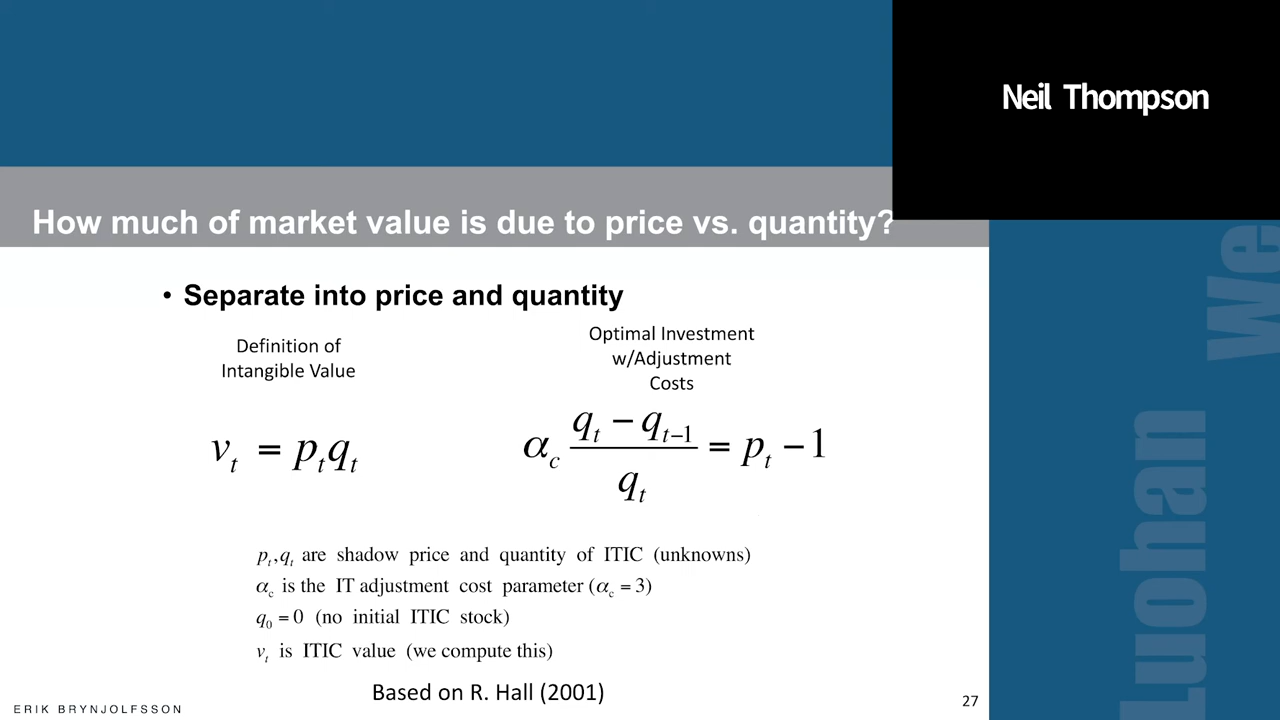 Neil Thompson
How much of market value is due to price vs. quantity?
• Separate into price and quantity
Definition of
Intangible Value
Optimal Investment
w/Adjustment
Costs
v_t = p_t q_t
α_c (q_t − q_{t−1}) / q_t = p_t − 1
p_t, q_t are shadow price and quantity of ITIC (unknowns)
α_c is the IT adjustment cost parameter (α_c = 3)
q_0 = 0 (no initial ITIC stock)
v_t is ITIC value (we compute this)
Based on R. Hall (2001)
ERIK BRYNJOLFSSON
27
Luohan We